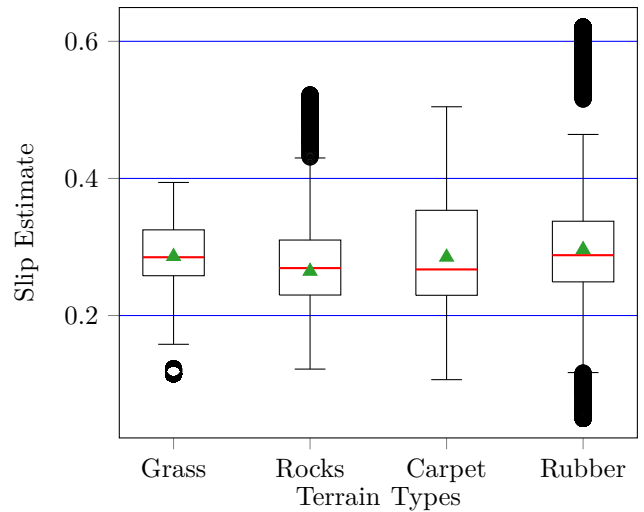 0.6
0.4
0.2
Slip Estimate
Grass Rocks Carpet Rubber
Terrain Types